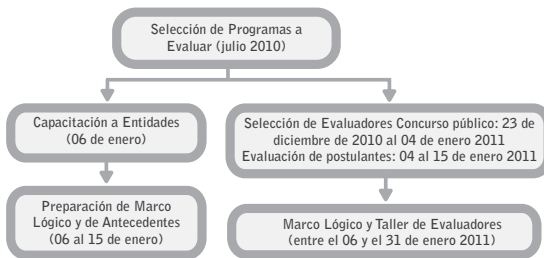 Selección de Programas a
Evaluar (julio 2010)
Capacitación a Entidades
(06 de enero)
Selección de Evaluadores Concurso público: 23 de
diciembre de 2010 al 04 de enero 2011
Evaluación de postulantes: 04 al 15 de enero 2011
Preparación de Marco
Lógico y de Antecedentes
(06 al 15 de enero)
Marco Lógico y Taller de Evaluadores
(entre el 06 y el 31 de enero 2011)